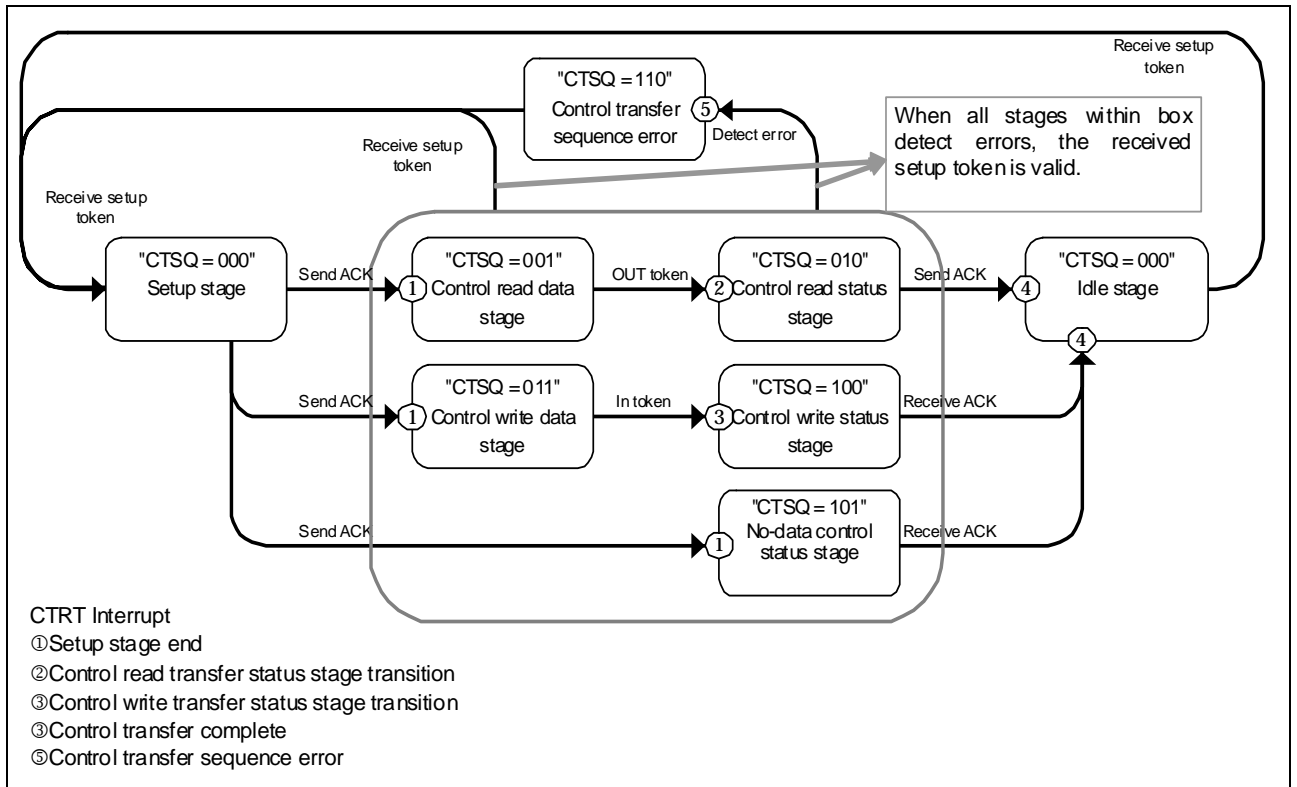 Receive setup
token
"CTSQ = 110"
Control transfer
sequence error
5
Detect error
When all stages within box
detect errors, the received
setup token is valid.
Receive setup
token
Receive setup
token
"CTSQ = 000"
Setup stage
Send ACK
1
"CTSQ = 001"
Control read data
stage
OUT token
2
"CTSQ = 010"
Control read status
stage
Send ACK
4
"CTSQ = 000"
Idle stage
4
Send ACK
1
"CTSQ = 011"
Control write data
stage
In token
3
"CTSQ = 100"
Control write status
stage
Receive ACK
Send ACK
1
"CTSQ = 101"
No-data control
status stage
Receive ACK
CTRT Interrupt
①Setup stage end
②Control read transfer status stage transition
③Control write transfer status stage transition
③Control transfer complete
⑤Control transfer sequence error